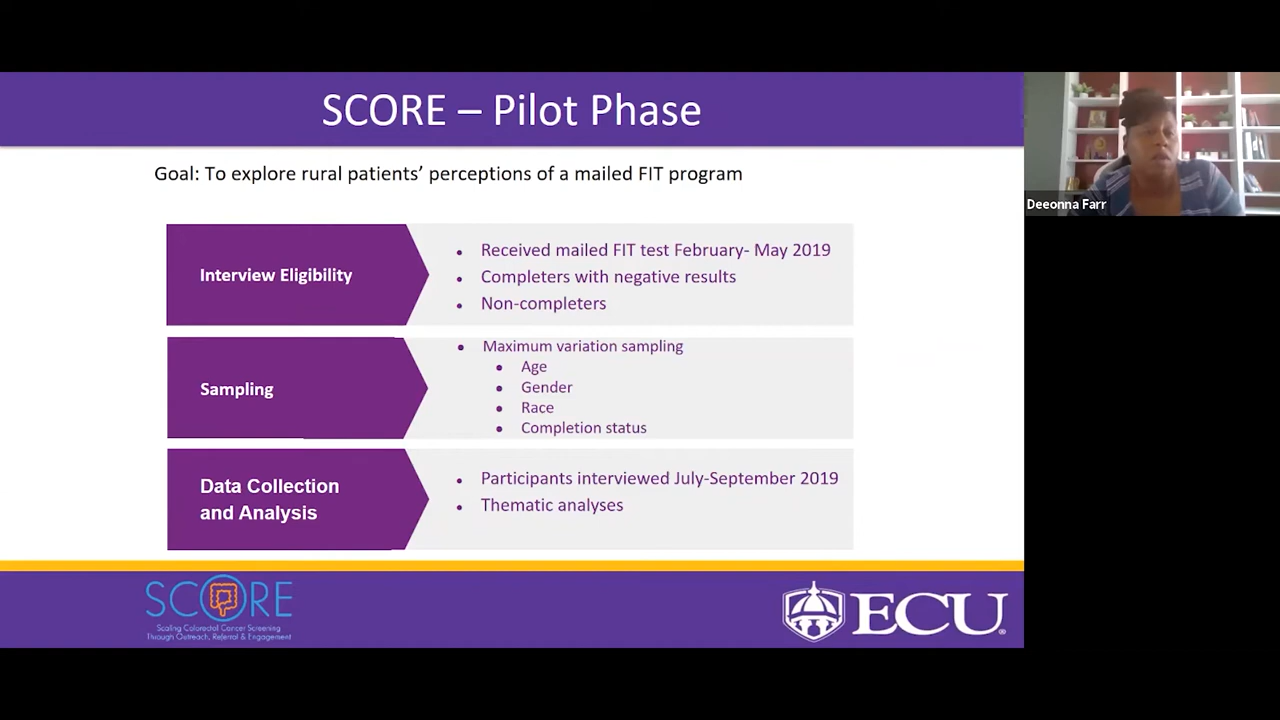 SCORE – Pilot Phase
Goal: To explore rural patients’ perceptions of a mailed FIT program
Interview Eligibility
• Received mailed FIT test February- May 2019
• Completers with negative results
• Non-completers
Sampling
• Maximum variation sampling
• Age
• Gender
• Race
• Completion status
Data Collection
and Analysis
• Participants interviewed July-September 2019
• Thematic analyses
SCORE
Scaling Colorectal Cancer Screening
Through Outreach, Referral & Engagement
ECU®
Deeonna Farr